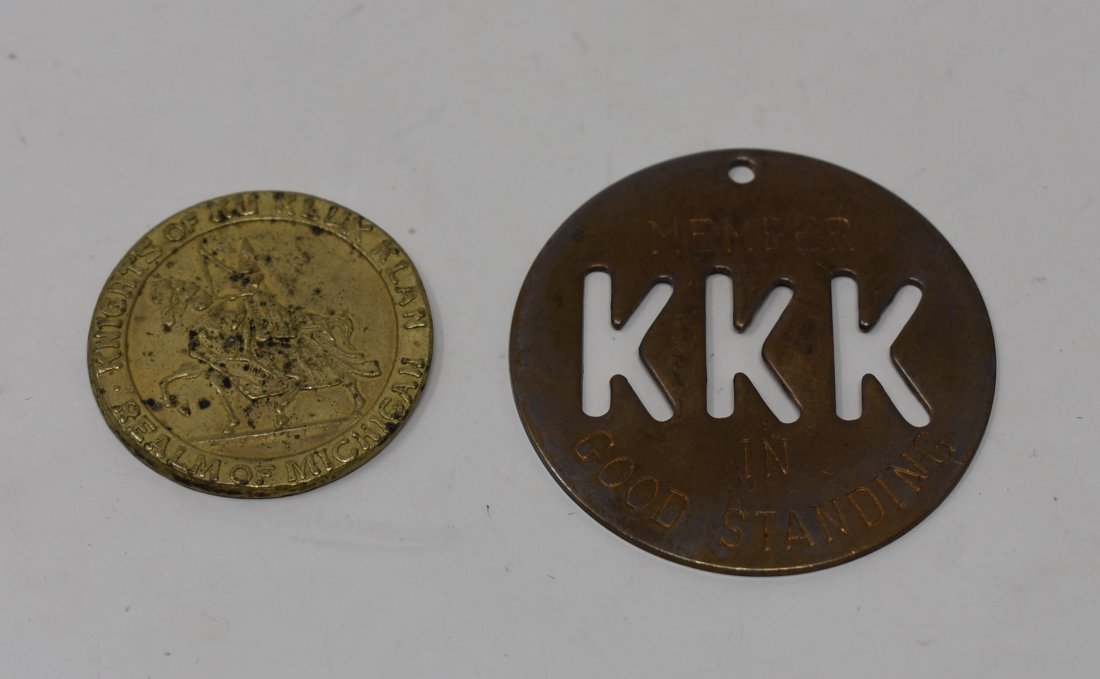 KNIGHTS OF KU KLUX KLAN
REALM OF MICHIGAN
MEMBER
KKK
IN
GOOD STANDING